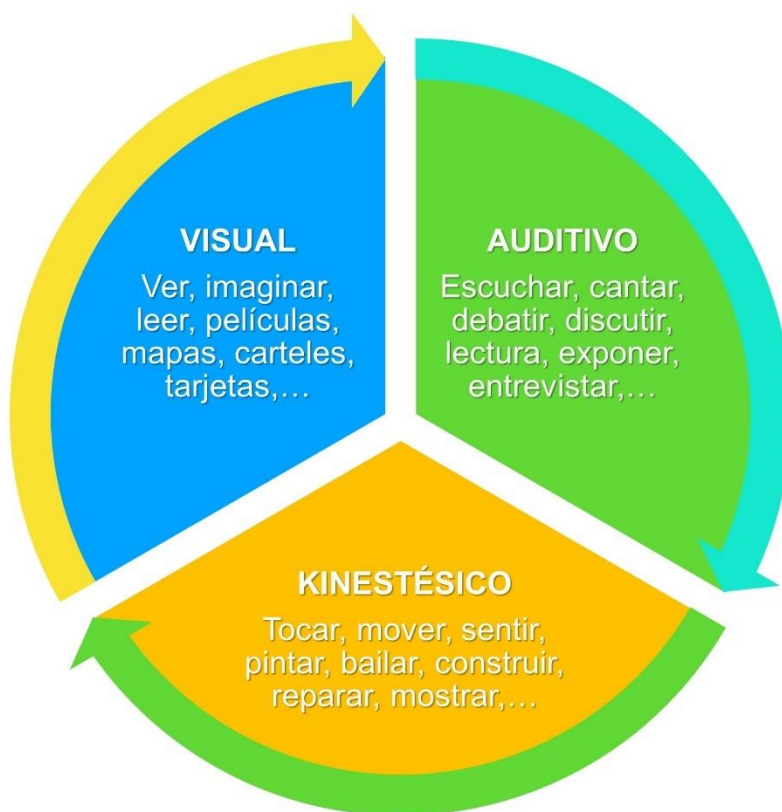 VISUAL
Ver, imaginar,
leer, películas,
mapas, carteles,
tarjetas,…
AUDITIVO
Escuchar, cantar,
debatir, discutir,
lectura, exponer,
entrevistar,…
KINESTÉSICO
Tocar, mover, sentir,
pintar, bailar, construir,
reparar, mostrar,…